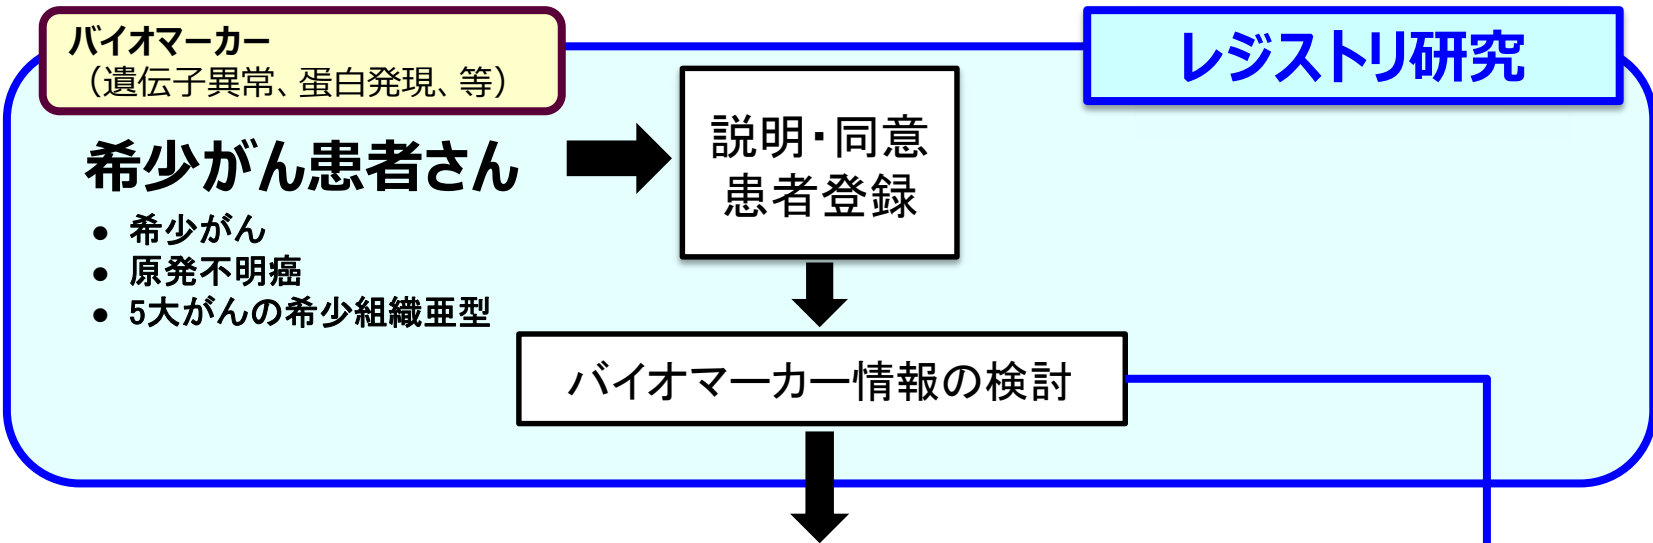 バイオマーカー
（遺伝子異常、蛋白発現、等）
レジストリ研究
希少がん患者さん
● 希少がん
● 原発不明癌
● 5大がんの希少組織亜型
説明・同意
患者登録
バイオマーカー情報の検討